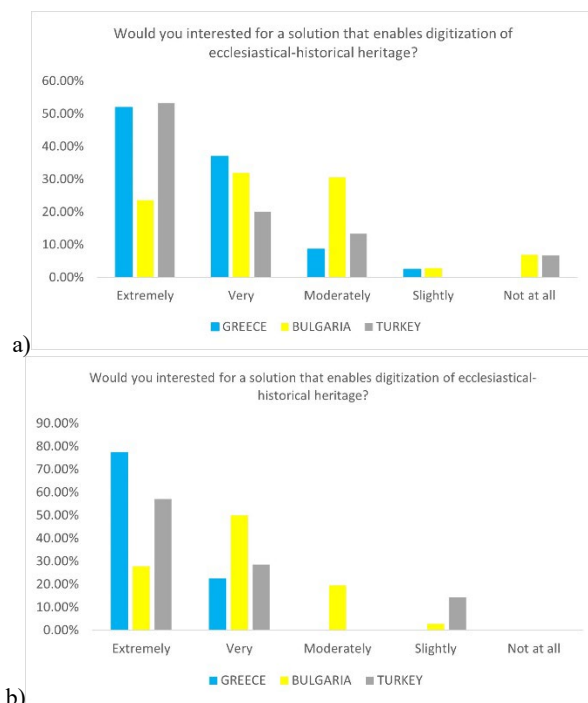 Would you interested for a solution that enables digitization of
ecclesiastical-historical heritage?
60.00%
50.00%
40.00%
30.00%
20.00%
10.00%
0.00%
Extremely Very Moderately Slightly Not at all
GREECE BULGARIA TURKEY
a)
Would you interested for a solution that enables digitization of ecclesiastical-
historical heritage?
90.00%
80.00%
70.00%
60.00%
50.00%
40.00%
30.00%
20.00%
10.00%
0.00%
Extremely Very Moderately Slightly Not at all
GREECE BULGARIA TURKEY
b)